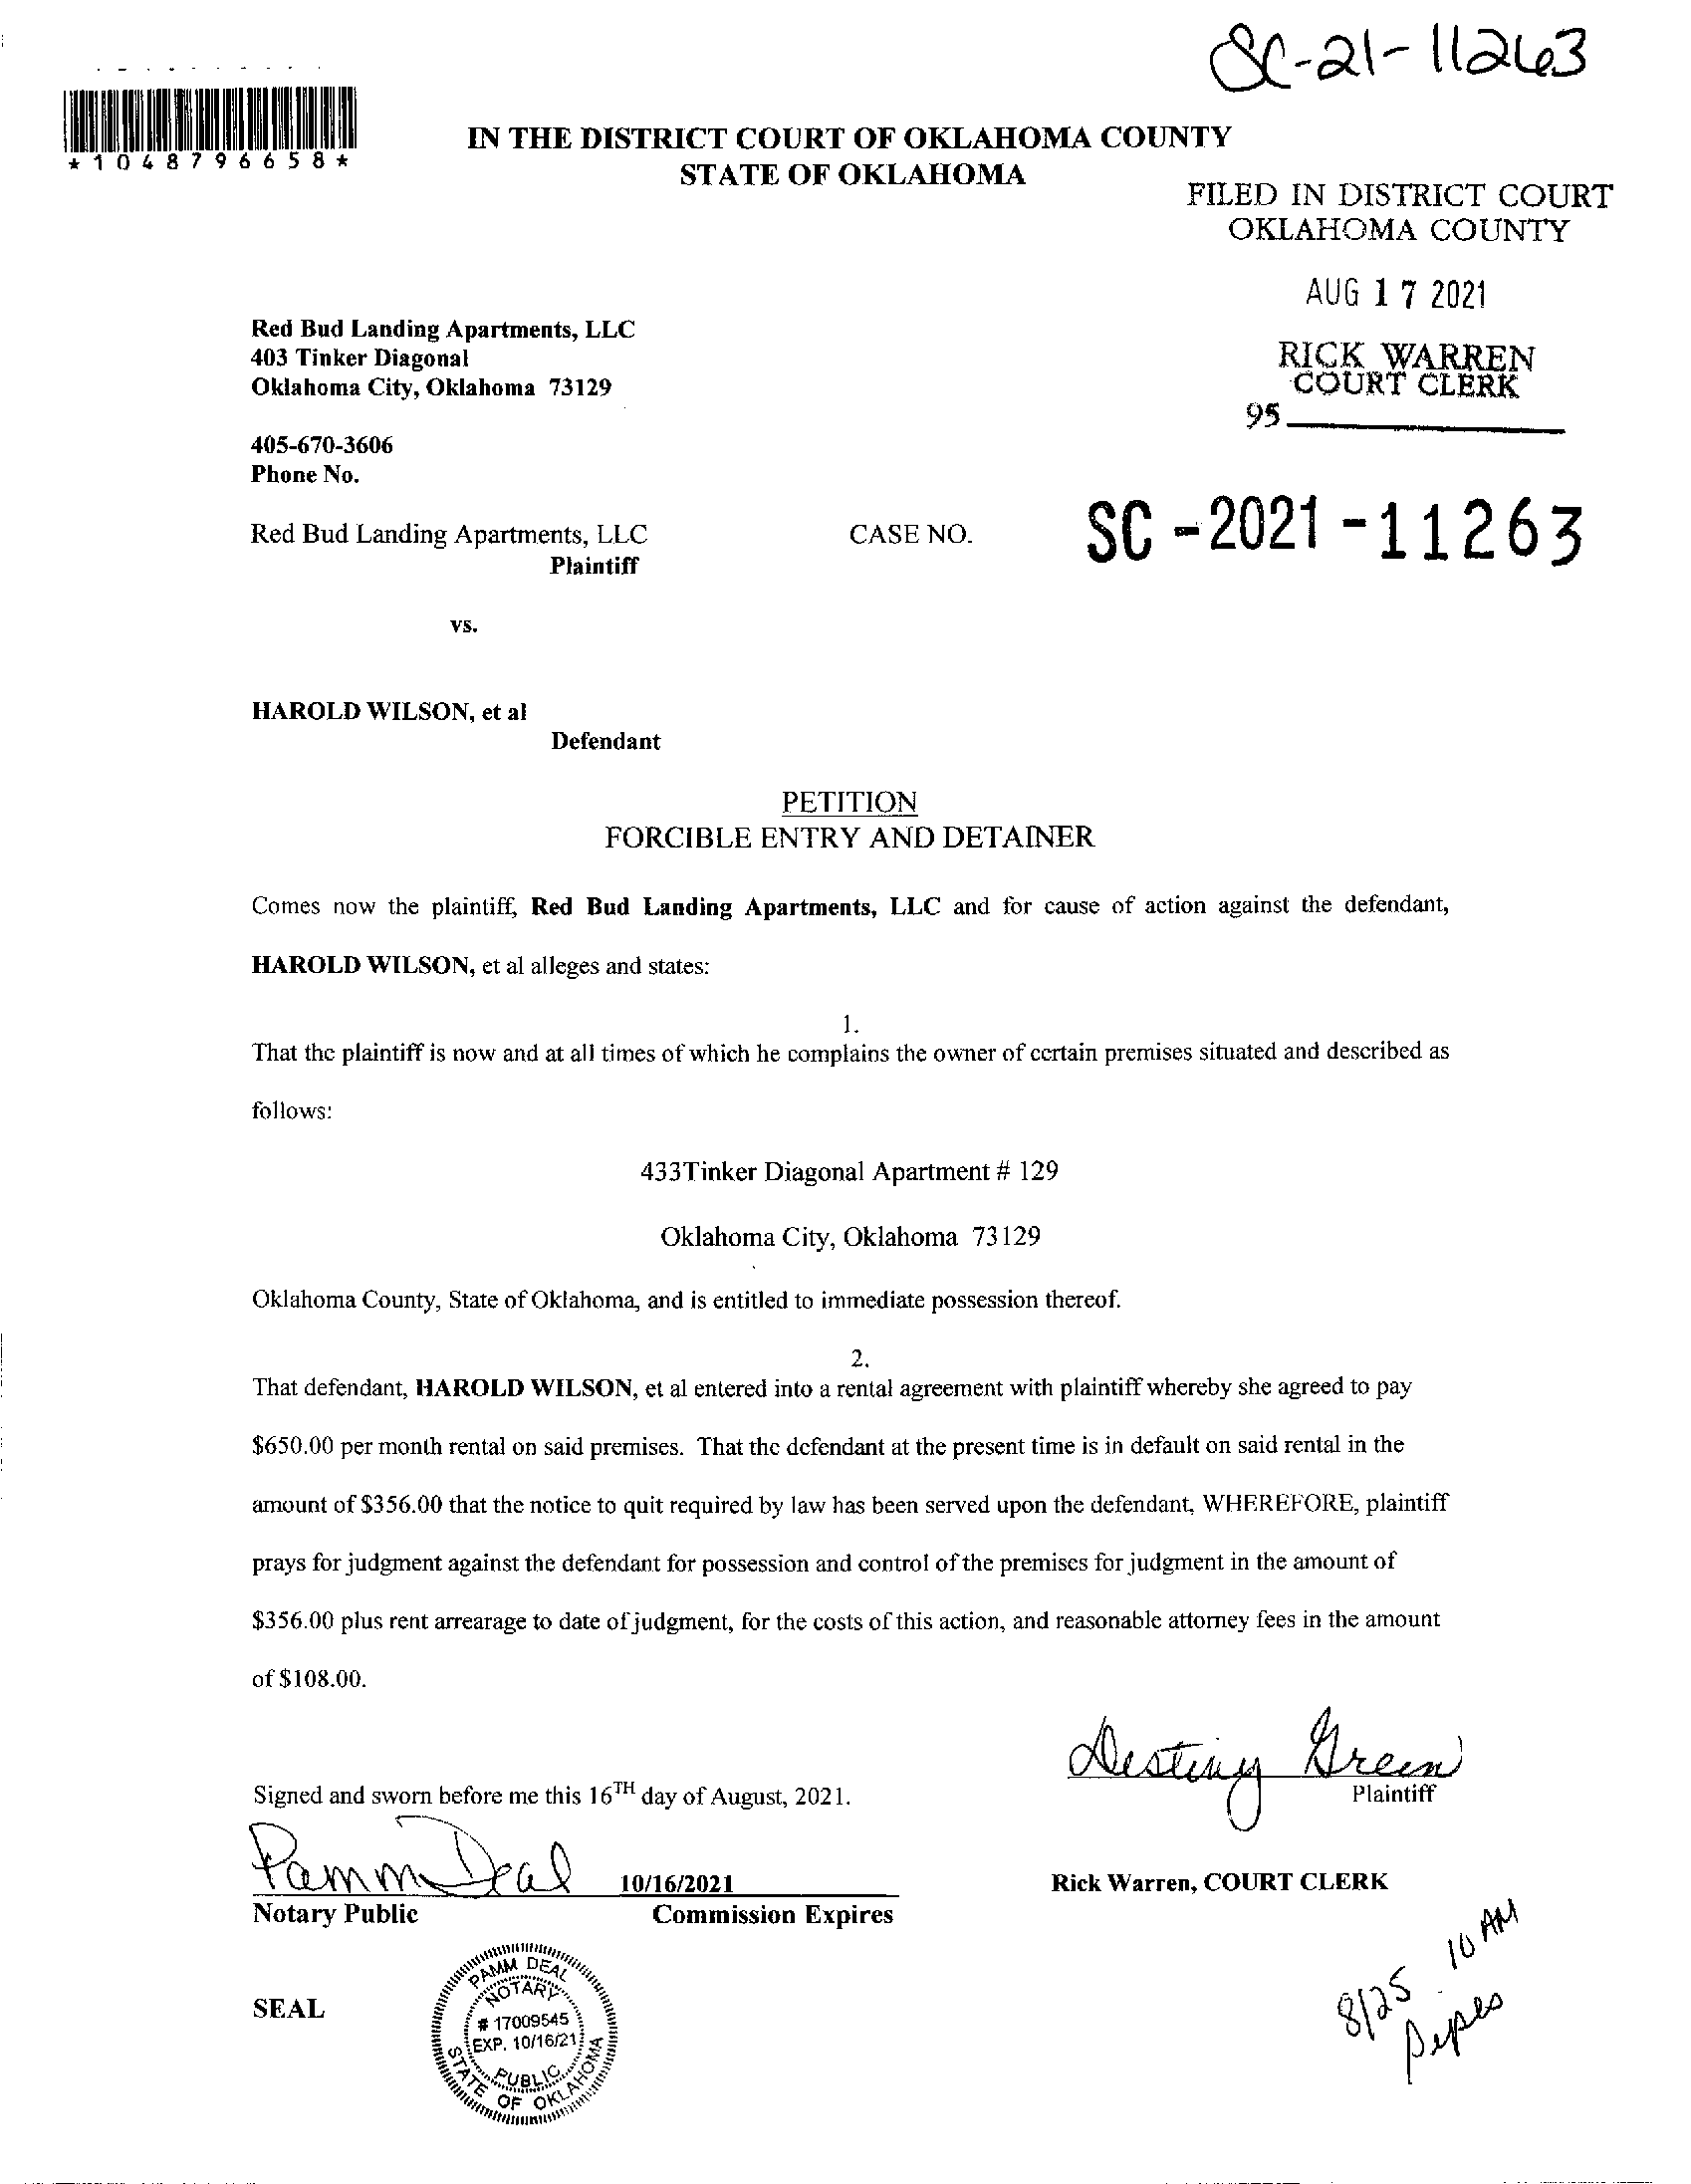 SC-21-11263
*1048796658*
IN THE DISTRICT COURT OF OKLAHOMA COUNTY
STATE OF OKLAHOMA
FILED IN DISTRICT COURT
OKLAHOMA COUNTY
AUG 17 2021
RICK WARREN
COURT CLERK
95
Red Bud Landing Apartments, LLC
403 Tinker Diagonal
Oklahoma City, Oklahoma 73129
405-670-3606
Phone No.
Red Bud Landing Apartments, LLC
Plaintiff
CASE NO.
SC-2021-11263
vs.
HAROLD WILSON, et al
Defendant
PETITION
FORCIBLE ENTRY AND DETAINER
Comes now the plaintiff, Red Bud Landing Apartments, LLC and for cause of action against the defendant,
HAROLD WILSON, et al alleges and states:
1.
That the plaintiff is now and at all times of which he complains the owner of certain premises situated and described as
follows:
433Tinker Diagonal Apartment # 129
Oklahoma City, Oklahoma 73129
Oklahoma County, State of Oklahoma, and is entitled to immediate possession thereof.
2.
That defendant, HAROLD WILSON, et al entered into a rental agreement with plaintiff whereby she agreed to pay
$650.00 per month rental on said premises. That the defendant at the present time is in default on said rental in the
amount of $356.00 that the notice to quit required by law has been served upon the defendant, WHEREFORE, plaintiff
prays for judgment against the defendant for possession and control of the premises for judgment in the amount of
$356.00 plus rent arrearage to date of judgment, for the costs of this action, and reasonable attorney fees in the amount
of $108.00.
Destiny Green
Plaintiff
Signed and sworn before me this 16TH day of August, 2021.
Pamm Deal
10/16/2021
Notary Public
Commission Expires
Rick Warren, COURT CLERK
SEAL
PAMM DEAL
NOTARY
# 17009545
EXP. 10/16/21
PUBLIC
STATE OF OKLAHOMA
8/25 10 AM
pipes